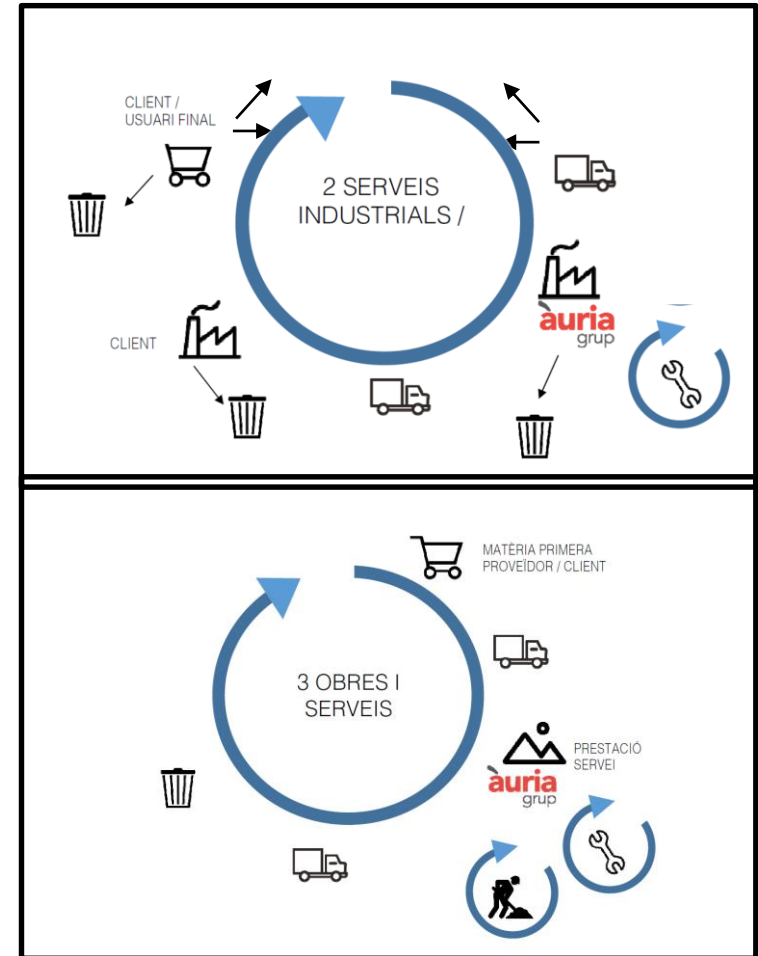 CLIENT /
USUARI FINAL
2 SERVEIS
INDUSTRIALS /
àuria
grup
CLIENT
MATÈRIA PRIMERA
PROVEÏDOR / CLIENT
3 OBRES I
SERVEIS
PRESTACIÓ
SERVEI
àuria
grup